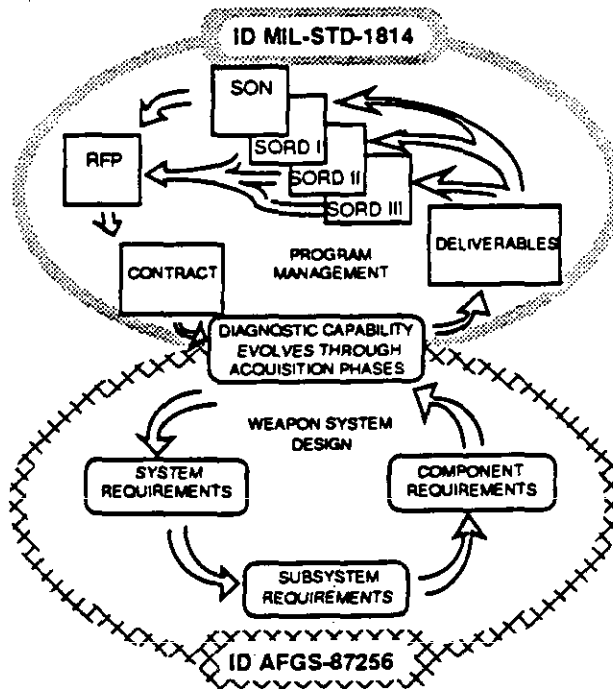 ID MIL-STD-1814
SON
SORD I
RFP
SORD II
SORD III
DELIVERABLES
PROGRAM
MANAGEMENT
CONTRACT
DIAGNOSTIC CAPABILITY
EVOLVES THROUGH
ACQUISITION PHASES
WEAPON SYSTEM
DESIGN
SYSTEM
REQUIREMENTS
COMPONENT
REQUIREMENTS
SUBSYSTEM
REQUIREMENTS
ID AFGS-87256